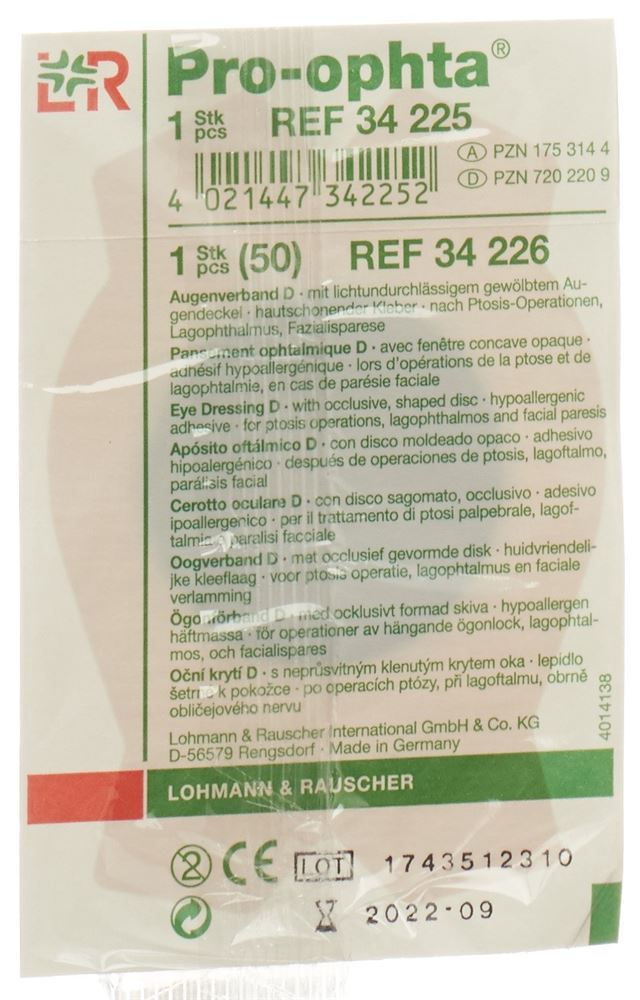 L&R
Pro-ophta®
1 Stk pcs REF 34 225
A PZN 175 314 4
D PZN 720 220 9
4 021447 342252
1 Stk pcs (50) REF 34 226
Augenverband D · mit lichtundurchlässigem gewölbtem Au-
gendeckel · hautschonender Kleber · nach Ptosis-Operationen,
Lagophthalmus, Fazialisparese
Pansement ophtalmique D · avec fenêtre concave opaque ·
adhésif hypoallergénique · lors d'opérations de la ptose et de
lagophtalmie, en cas de parésie faciale
Eye Dressing D · with occlusive, shaped disc · hypoallergenic
adhesive · for ptosis operations, lagophthalmos and facial paresis
Apósito oftálmico D · con disco moldeado opaco · adhesivo
hipoalergénico · después de operaciones de ptosis, lagoftalmo,
parálisis facial
Cerotto oculare D · con disco sagomato, occlusivo · adesivo
ipoallergenico · per il trattamento di ptosi palpebrale, lagof-
talmia e paralisi facciale
Oogverband D · met occlusief gevormde disk · huidvriendeli-
jke kleeflaag · voor ptosis operatie, lagophtalmus en faciale
verlamming
Ögonförband D · med ocklusivt formad skiva · hypoallergen
häftmassa · för operationer av hängande ögonlock, lagophtal-
mos, och facialispares
Oční krytí D · s neprůsvitným klenutým krytem oka · lepidlo
šetrné k pokožce · po operacích ptózy, při lagoftalmu, obrně
obličejového nervu
Lohmann & Rauscher International GmbH & Co. KG
D-56579 Rengsdorf · Made in Germany
4014138
LOHMANN & RAUSCHER
2 CE LOT 1743512310
2022-09